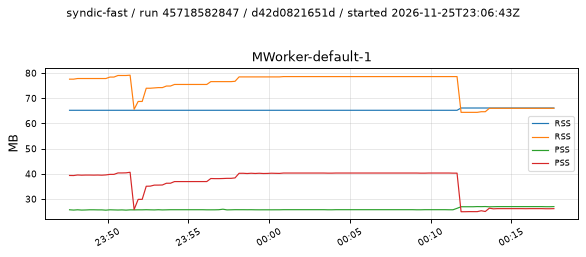 syndic-fast / run 45718582847 / d42d0821651d / started 2026-11-25T23:06:43Z
MWorker-default-1
MB
80
70
60
50
40
30
RSS
RSS
PSS
PSS
23:50
23:55
00:00
00:05
00:10
00:15